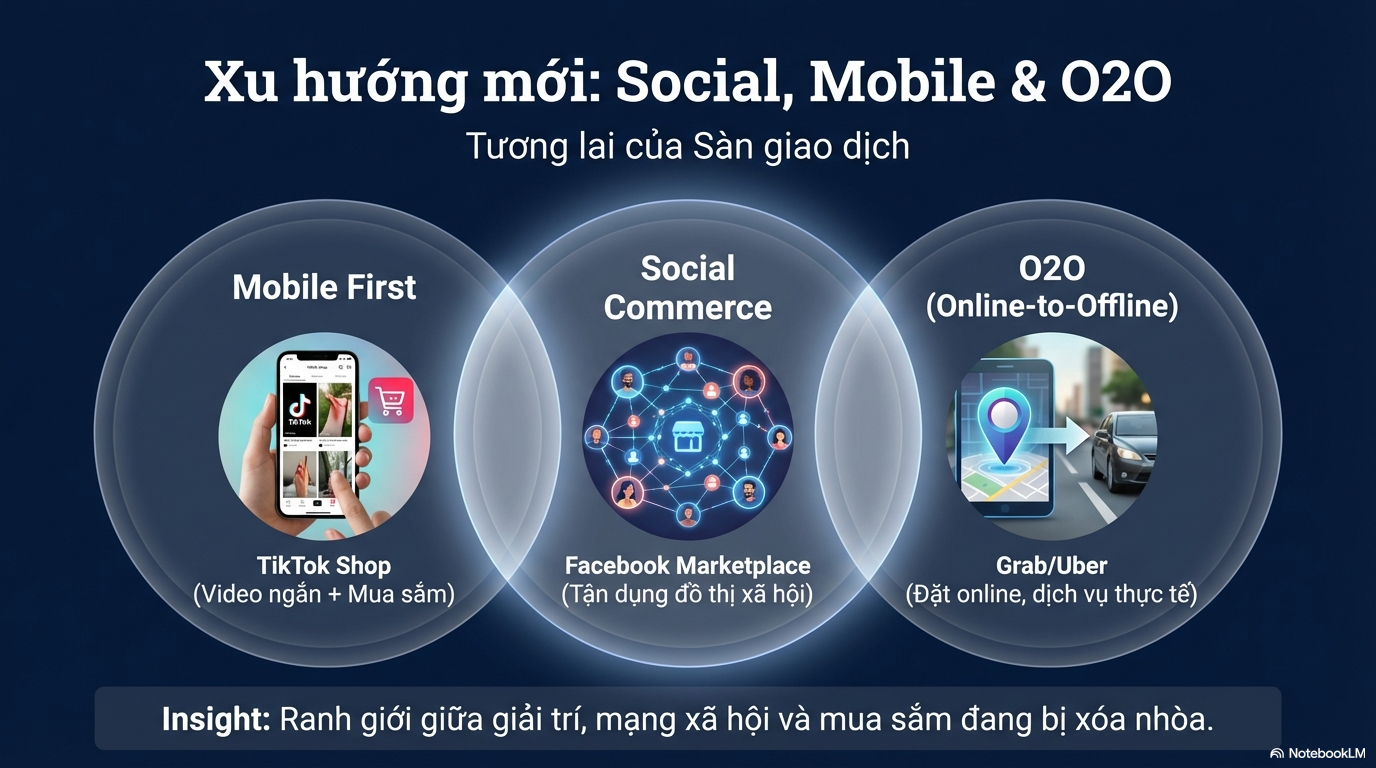 Xu hướng mới: Social, Mobile & O2O
Tương lai của Sàn giao dịch
Mobile First
Social
Commerce
O2O
(Online-to-Offline)
TikTok
TikTok Shop
(Video ngắn + Mua sắm)
Facebook Marketplace
(Tận dụng đồ thị xã hội)
Grab/Uber
(Đặt online, dịch vụ thực tế)
Insight: Ranh giới giữa giải trí, mạng xã hội và mua sắm đang bị xóa nhòa.
NotebookLM